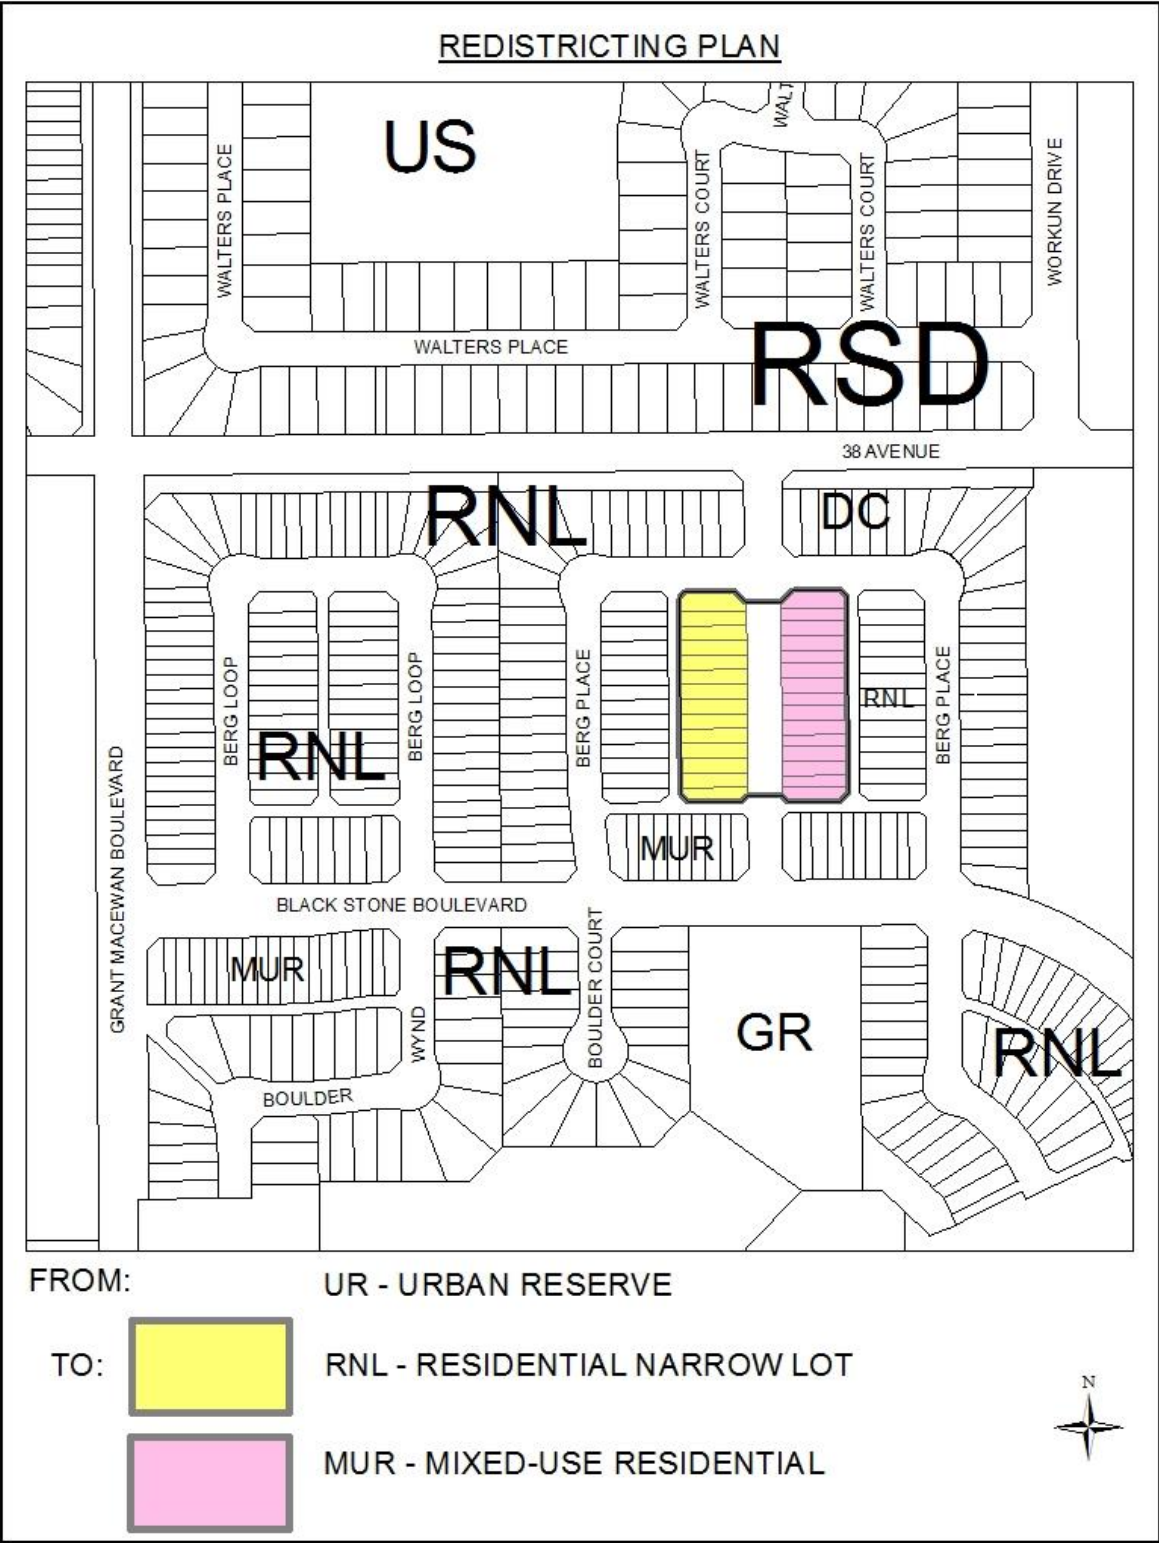 REDISTRICTING PLAN
US
WALT
WALTERS PLACE
WALTERS COURT
WALTERS COURT
WORKUN DRIVE
WALTERS PLACE
RSD
38 AVENUE
RNL
DC
BERG LOOP
BERG LOOP
BERG PLACE
RNL
BERG PLACE
RNL
GRANT MACEWAN BOULEVARD
MUR
BLACK STONE BOULEVARD
MUR
RNL
BOULDER COURT
GR
RNL
WYND
BOULDER
FROM:
UR - URBAN RESERVE
TO:
RNL - RESIDENTIAL NARROW LOT
N
MUR - MIXED-USE RESIDENTIAL